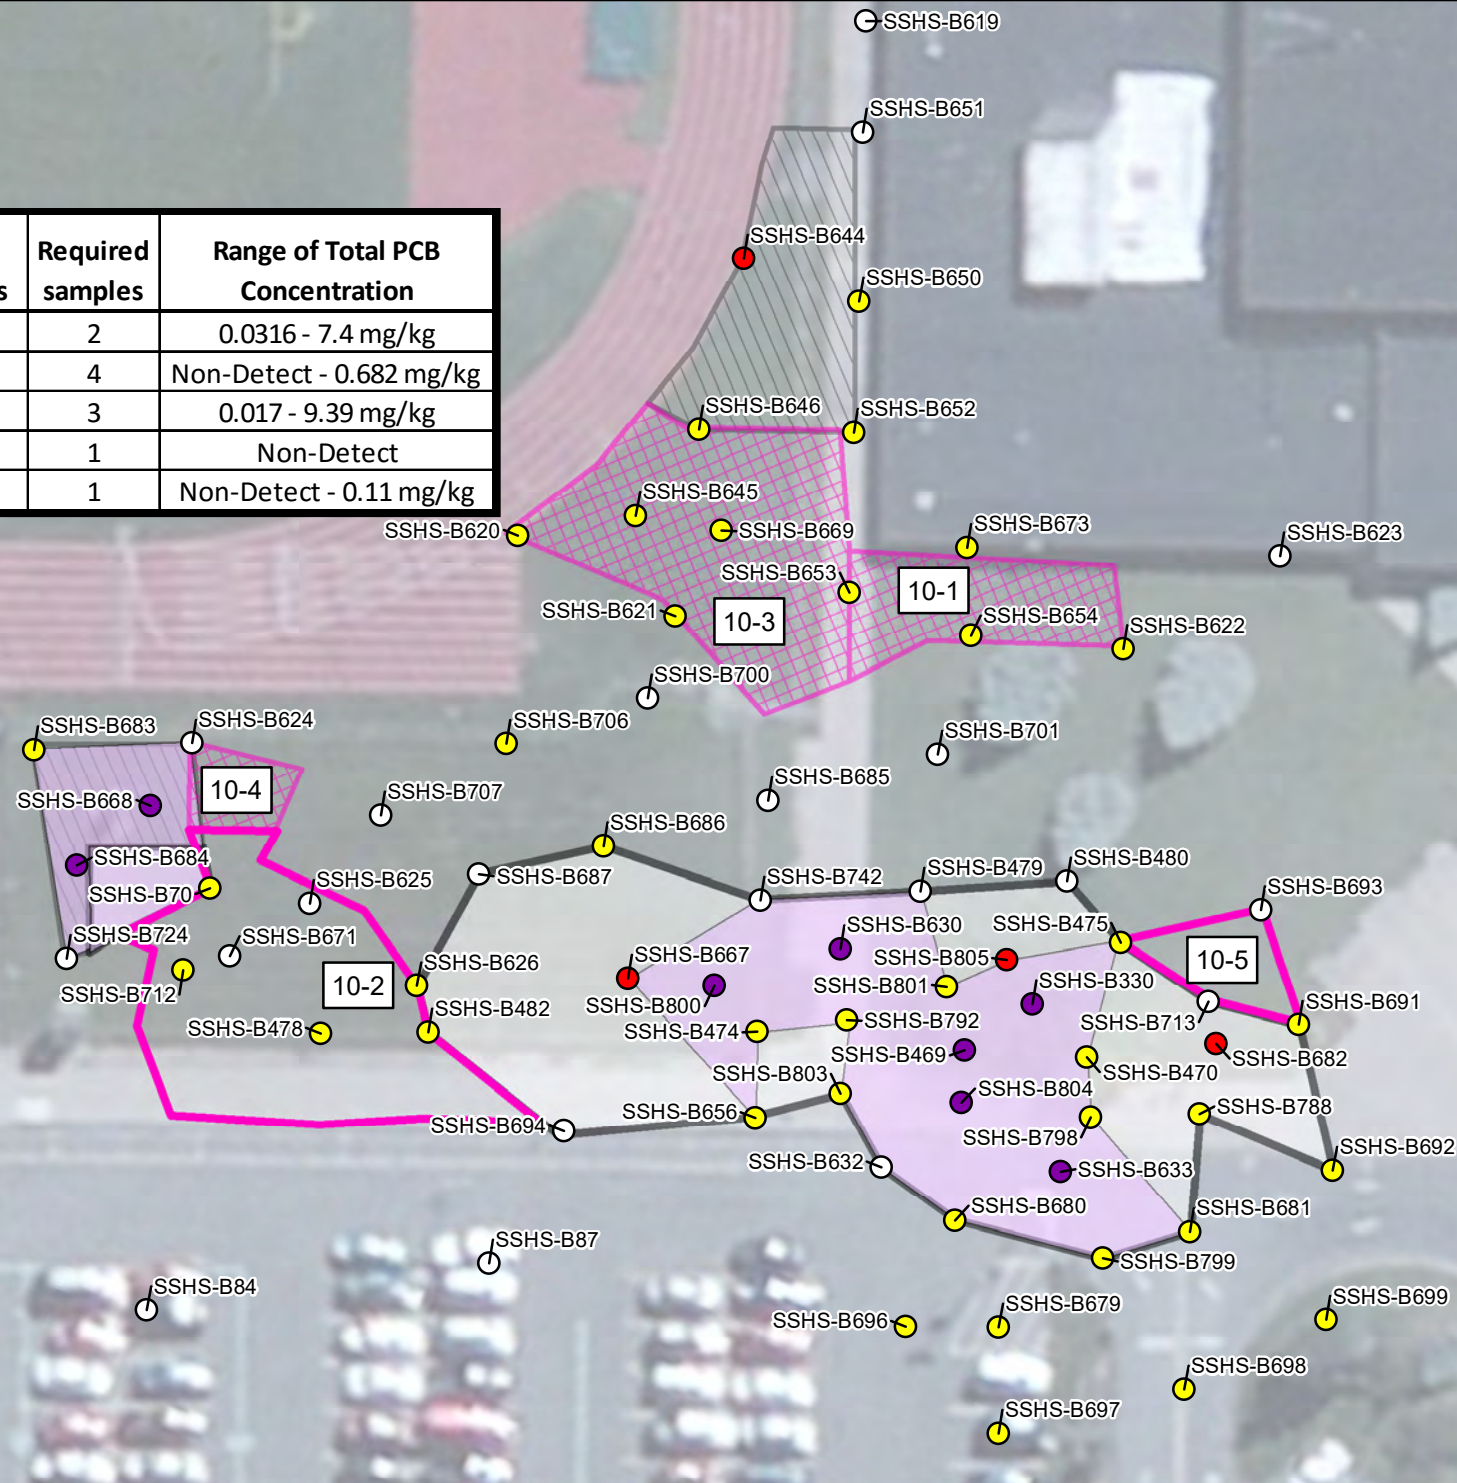 SSHS-B619
SSHS-B651
SSHS-B644
SSHS-B650
s
Required
samples
Range of Total PCB
Concentration
2
0.0316 - 7.4 mg/kg
4
Non-Detect - 0.682 mg/kg
3
0.017 - 9.39 mg/kg
1
Non-Detect
1
Non-Detect - 0.11 mg/kg
SSHS-B646
SSHS-B652
SSHS-B645
SSHS-B620
SSHS-B669
SSHS-B673
SSHS-B623
SSHS-B653
10-1
SSHS-B621
10-3
SSHS-B654
SSHS-B622
SSHS-B700
SSHS-B683
SSHS-B624
SSHS-B706
SSHS-B701
SSHS-B668
10-4
SSHS-B707
SSHS-B685
SSHS-B686
SSHS-B684
SSHS-B70
SSHS-B625
SSHS-B687
SSHS-B742
SSHS-B479
SSHS-B480
SSHS-B693
SSHS-B724
SSHS-B671
SSHS-B630
SSHS-B475
SSHS-B712
10-2
SSHS-B626
SSHS-B667
SSHS-B805
10-5
SSHS-B800
SSHS-B801
SSHS-B330
SSHS-B478
SSHS-B482
SSHS-B474
SSHS-B792
SSHS-B713
SSHS-B691
SSHS-B469
SSHS-B682
SSHS-B803
SSHS-B470
SSHS-B804
SSHS-B694
SSHS-B656
SSHS-B788
SSHS-B798
SSHS-B632
SSHS-B633
SSHS-B692
SSHS-B680
SSHS-B681
SSHS-B87
SSHS-B799
SSHS-B84
SSHS-B696
SSHS-B679
SSHS-B699
SSHS-B698
SSHS-B697